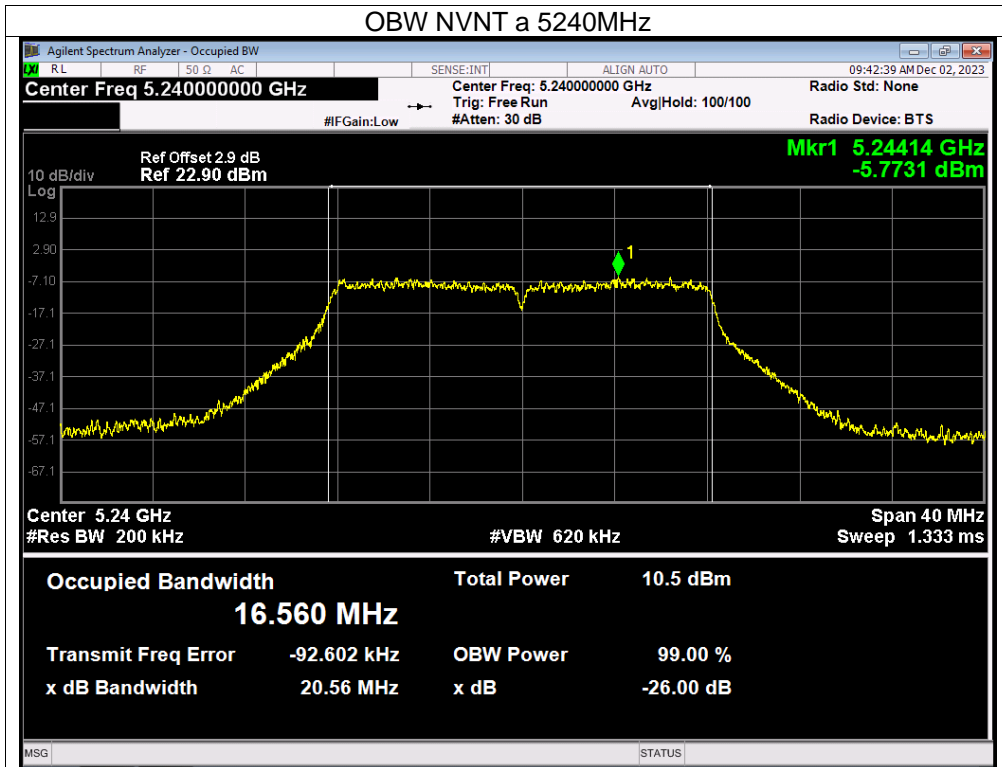 OBW NVNT a 5240MHz
Agilent Spectrum Analyzer - Occupied BW
LXI RL RF 50 Ω AC SENSE:INT ALIGN AUTO 09:42:39 AM Dec 02, 2023
Center Freq 5.240000000 GHz Center Freq: 5.240000000 GHz Radio Std: None
Trig: Free Run Avg|Hold: 100/100
#IFGain:Low #Atten: 30 dB Radio Device: BTS
Mkr1 5.24414 GHz
-5.7731 dBm
Ref Offset 2.9 dB
10 dB/div Ref 22.90 dBm
Log
12.9
2.90
-7.10
-17.1
-27.1
-37.1
-47.1
-57.1
-67.1
1
Center 5.24 GHz Span 40 MHz
#Res BW 200 kHz #VBW 620 kHz Sweep 1.333 ms
Occupied Bandwidth Total Power 10.5 dBm
16.560 MHz
Transmit Freq Error -92.602 kHz OBW Power 99.00 %
x dB Bandwidth 20.56 MHz x dB -26.00 dB
MSG STATUS